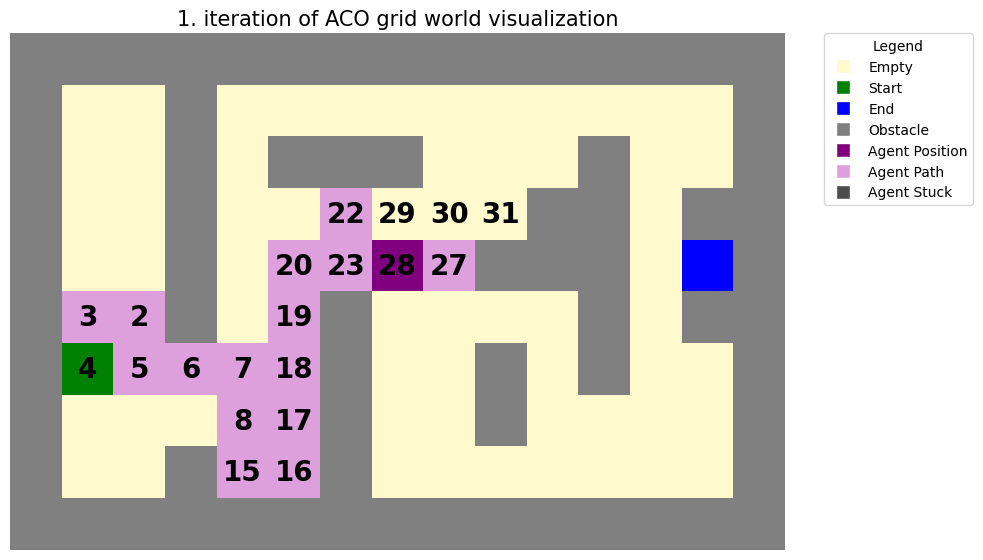 1. iteration of ACO grid world visualization
Legend
Empty
Start
End
Obstacle
Agent Position
Agent Path
Agent Stuck
22 29 30 31
20 23 28 27
3 2 19
4 5 6 7 18
8 17
15 16